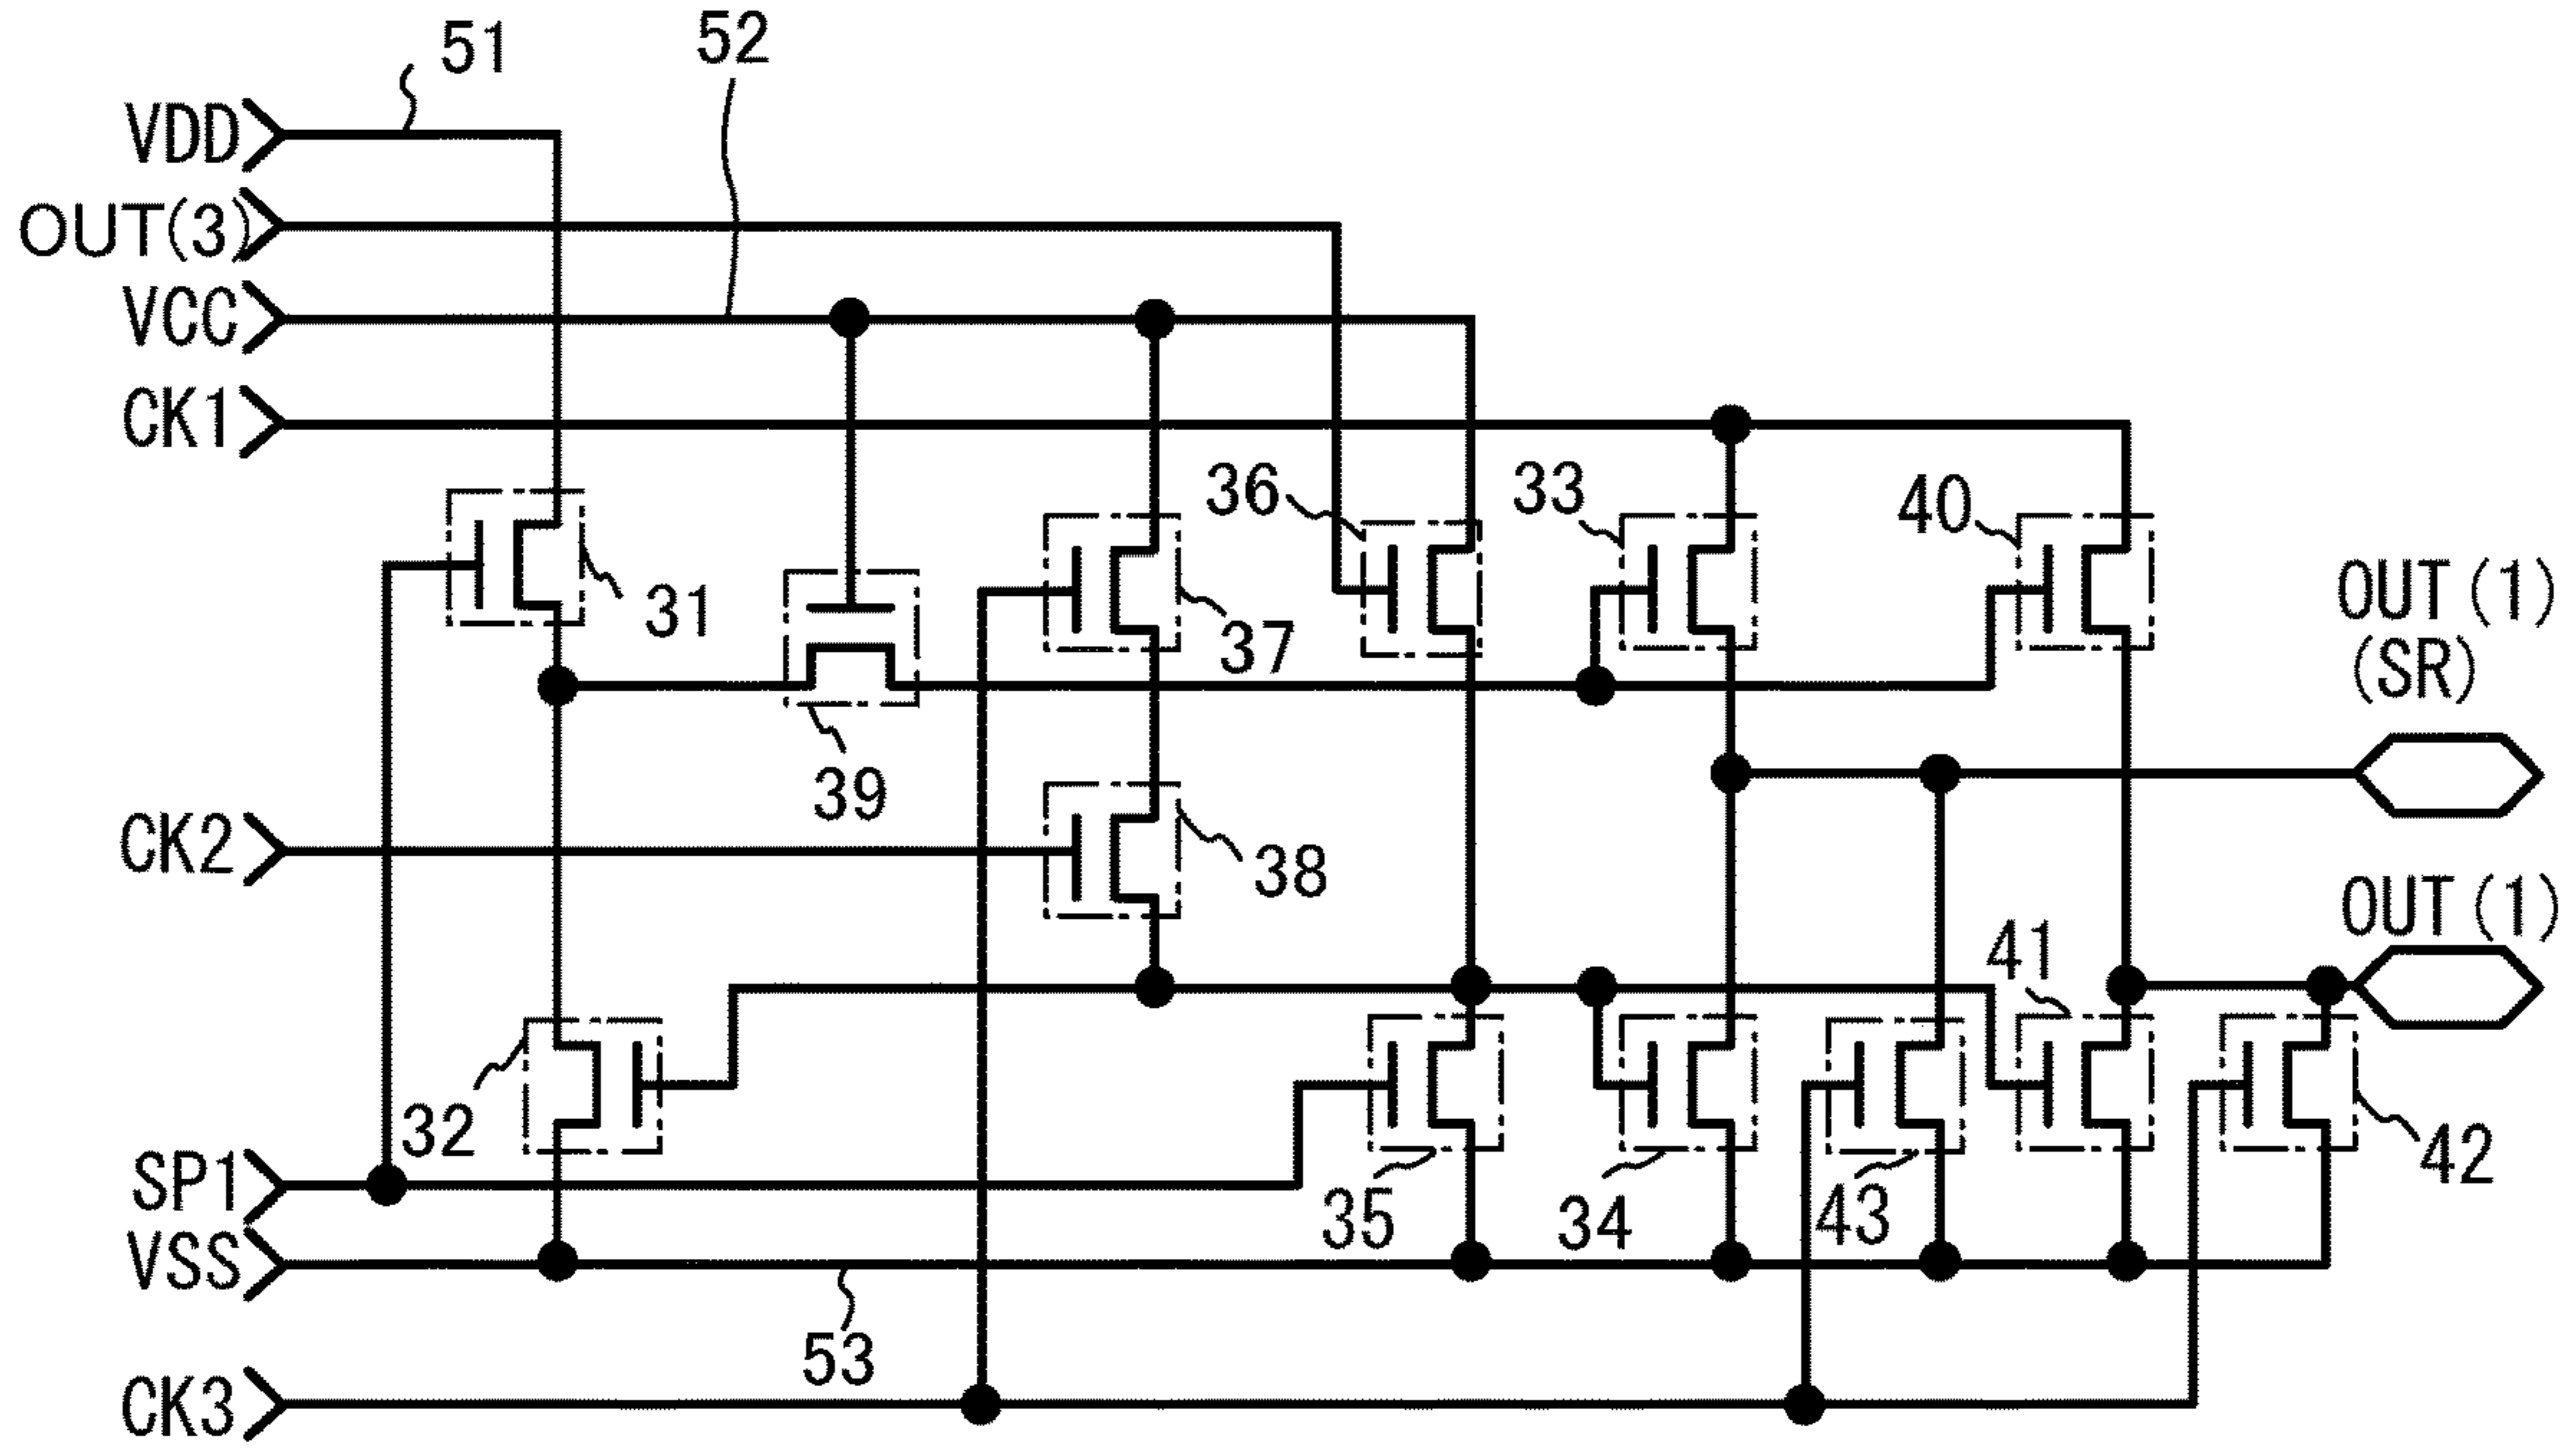 51
52
VDD
OUT(3)
VCC
CK1
36
33
40
31
37
OUT(1)
(SR)
39
CK2
38
OUT(1)
41
32
42
SP1
35
34
43
VSS
53
CK3